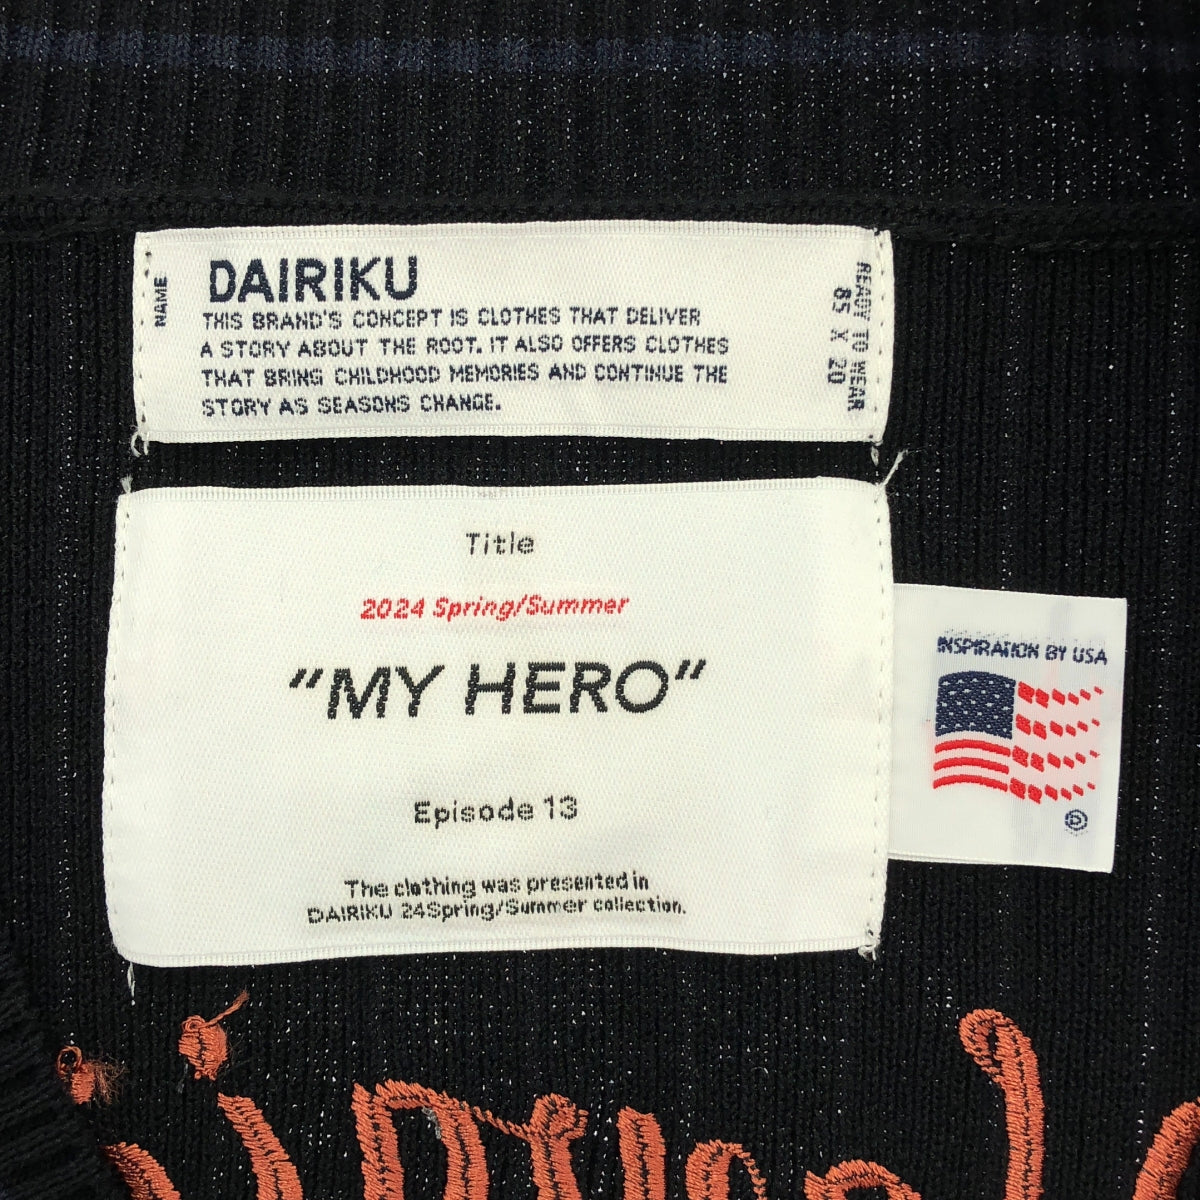 NAME
DAIRIKU
THIS BRAND'S CONCEPT IS CLOTHES THAT DELIVER
A STORY ABOUT THE ROOT. IT ALSO OFFERS CLOTHES
THAT BRING CHILDHOOD MEMORIES AND CONTINUE THE
STORY AS SEASONS CHANGE.
READY TO WEAR
85 X 20
Title
2024 Spring/Summer
"MY HERO"
Episode 13
The clothing was presented in
DAIRIKU 24Spring/Summer collection.
INSPIRATION BY USA